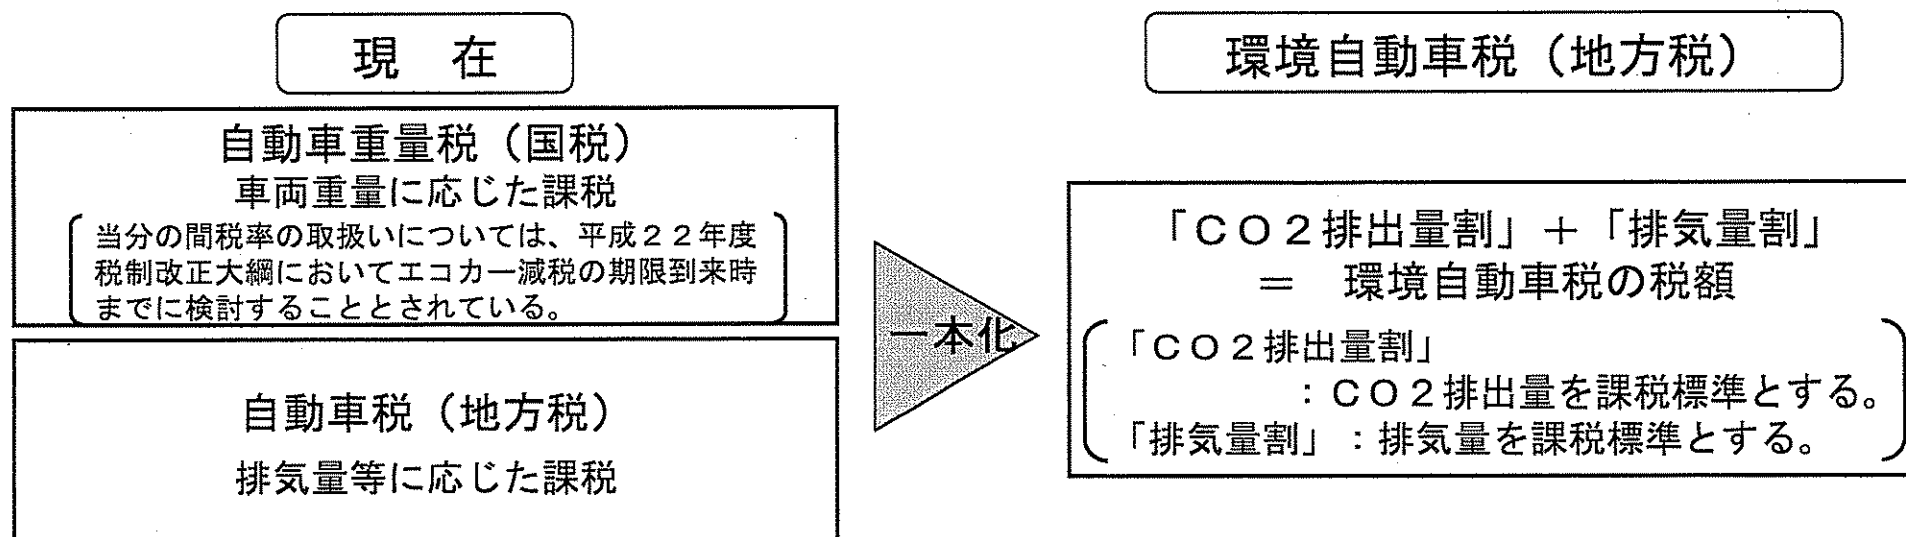 現　在
自動車重量税（国税）
車両重量に応じた課税
当分の間税率の取扱いについては、平成２２年度
税制改正大綱においてエコカー減税の期限到来時
までに検討することとされている。
自動車税（地方税）
排気量等に応じた課税
一本化
環境自動車税（地方税）
「ＣＯ２排出量割」＋「排気量割」
＝　環境自動車税の税額
「ＣＯ２排出量割」
：ＣＯ２排出量を課税標準とする。
「排気量割」：排気量を課税標準とする。